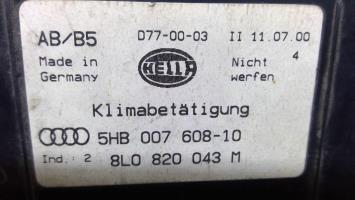 AB/B5 D77-00-03 II 11.07.00
Made in Germany HELLA Nicht werfen 4
Klimabetätigung
5HB 007 608-10
Ind.: 2 8L0 820 043 M